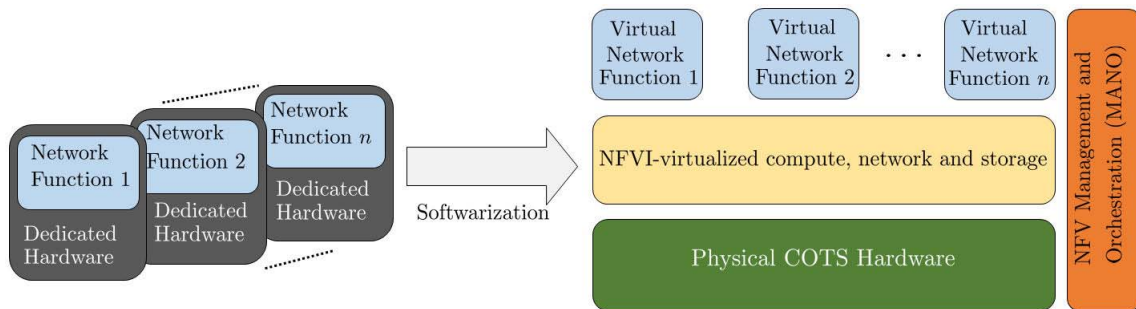 Network
Function 1
Dedicated
Hardware
Network
Function 2
Dedicated
Hardware
Network
Function n
Dedicated
Hardware
Softwarization
Virtual
Network
Function 1
Virtual
Network
Function 2
. . .
Virtual
Network
Function n
NFVI-virtualized compute, network and storage
Physical COTS Hardware
NFV Management and
Orchestration (MANO)